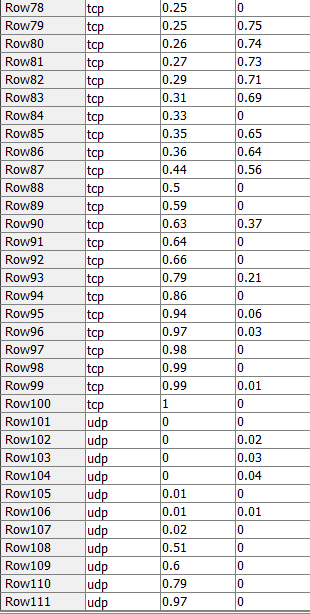 Row78 tcp 0.25 0
Row79 tcp 0.25 0.75
Row80 tcp 0.26 0.74
Row81 tcp 0.27 0.73
Row82 tcp 0.29 0.71
Row83 tcp 0.31 0.69
Row84 tcp 0.33 0
Row85 tcp 0.35 0.65
Row86 tcp 0.36 0.64
Row87 tcp 0.44 0.56
Row88 tcp 0.5 0
Row89 tcp 0.59 0
Row90 tcp 0.63 0.37
Row91 tcp 0.64 0
Row92 tcp 0.66 0
Row93 tcp 0.79 0.21
Row94 tcp 0.86 0
Row95 tcp 0.94 0.06
Row96 tcp 0.97 0.03
Row97 tcp 0.98 0
Row98 tcp 0.99 0
Row99 tcp 0.99 0.01
Row100 tcp 1 0
Row101 udp 0 0
Row102 udp 0 0.02
Row103 udp 0 0.03
Row104 udp 0 0.04
Row105 udp 0.01 0
Row106 udp 0.01 0.01
Row107 udp 0.02 0
Row108 udp 0.51 0
Row109 udp 0.6 0
Row110 udp 0.79 0
Row111 udp 0.97 0